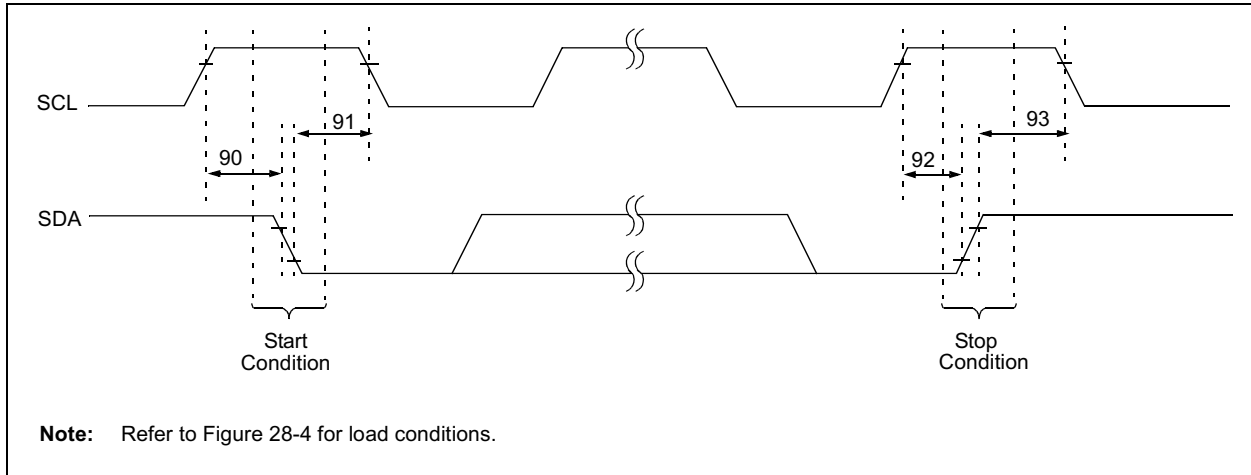 SCL
91
93
90
92
SDA
Start
Condition
Stop
Condition
Note: Refer to Figure 28-4 for load conditions.